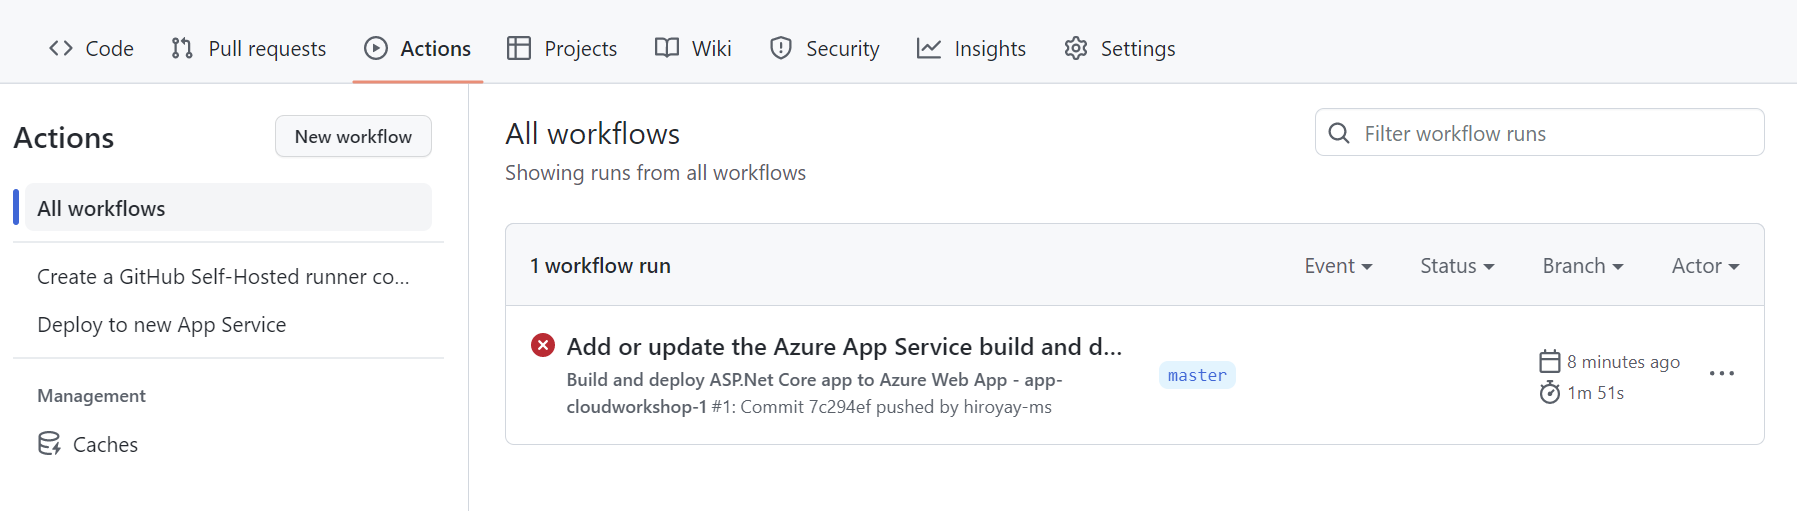 Code Pull requests Actions Projects Wiki Security Insights Settings
Actions
New workflow
All workflows
Create a GitHub Self-Hosted runner co...
Deploy to new App Service
Management
Caches
All workflows
Showing runs from all workflows
Filter workflow runs
1 workflow run
Event Status Branch Actor
Add or update the Azure App Service build and d...
Build and deploy ASP.Net Core app to Azure Web App - app-
cloudworkshop-1 #1: Commit 7c294ef pushed by hiroyay-ms
master
8 minutes ago
1m 51s